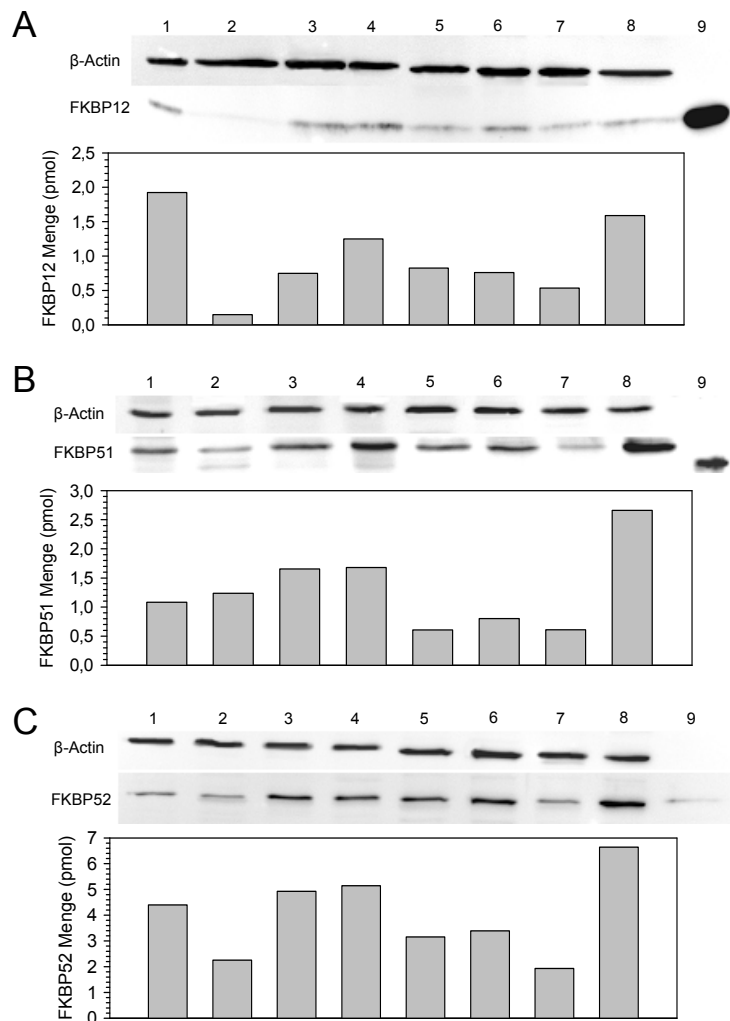 A
1 2 3 4 5 6 7 8 9
β-Actin
FKBP12
2,5
2,0
1,5
1,0
0,5
0,0
FKBP12 Menge (pmol)
B
1 2 3 4 5 6 7 8 9
β-Actin
FKBP51
3,0
2,5
2,0
1,5
1,0
0,5
0,0
FKBP51 Menge (pmol)
C
1 2 3 4 5 6 7 8 9
β-Actin
FKBP52
7
6
5
4
3
2
1
0
FKBP52 Menge (pmol)